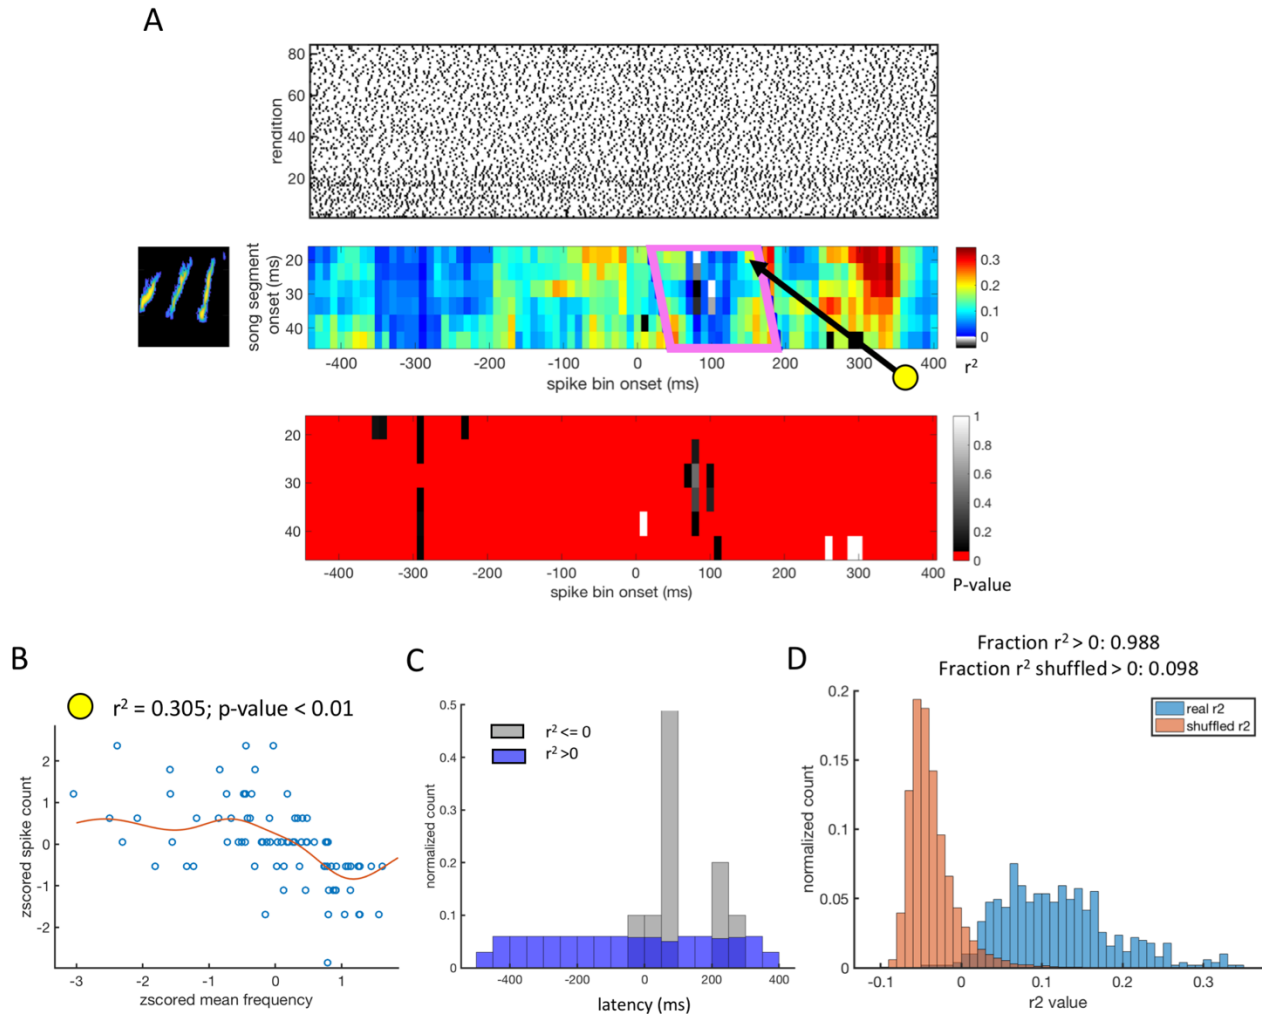 A
rendition
80
60
40
20
song segment
onset (ms)
20
30
40
-400
-300
-200
-100
0
100
200
300
400
spike bin onset (ms)
0.3
0.2
0.1
0
r²
20
30
40
-400
-300
-200
-100
0
100
200
300
400
spike bin onset (ms)
1
0.8
0.6
0.4
0.2
0
P-value
B
r² = 0.305; p-value < 0.01
zscored spike count
2
1
0
-1
-2
-3
-2
-1
0
1
zscored mean frequency
C
r² <= 0
r² >0
normalized count
0.5
0.4
0.3
0.2
0.1
0
-400
-200
0
200
400
latency (ms)
D
Fraction r² > 0: 0.988
Fraction r² shuffled > 0: 0.098
real r2
shuffled r2
normalized count
0.2
0.15
0.1
0.05
0
-0.1
0
0.1
0.2
0.3
r2 value